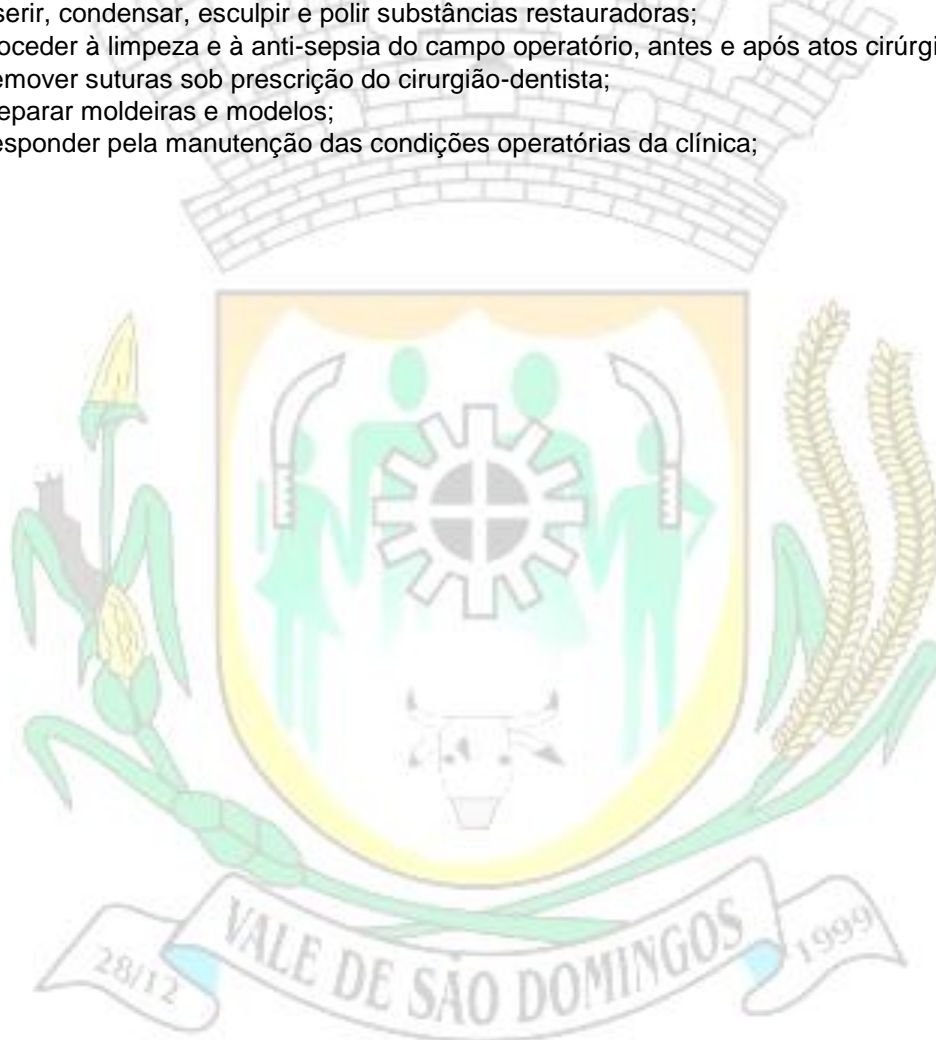 serir, condensar, esculpir e polir substâncias restauradoras;
oceder à limpeza e à anti-sepsia do campo operatório, antes e após atos cirúrgi
emover suturas sob prescrição do cirurgião-dentista;
eparar moldeiras e modelos;
esponder pela manutenção das condições operatórias da clínica;
28/12 VALE DE SÃO DOMINGOS 1999